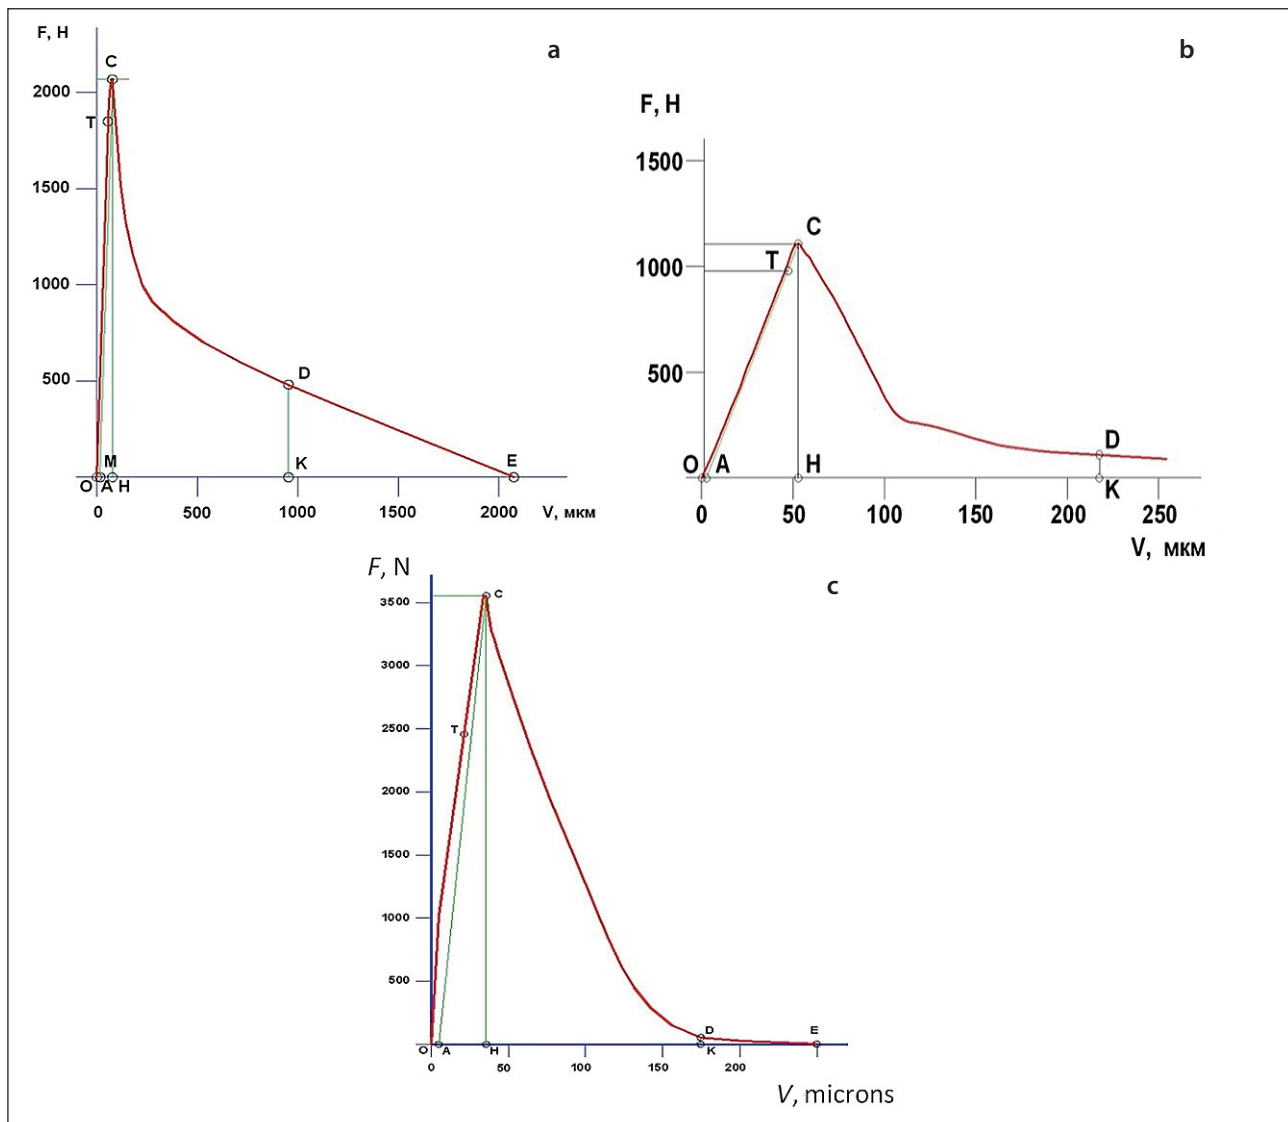 F, H
a
C
2000
T
1500
1000
500
D
M
K
E
O A H
0 500 1000 1500 2000 V, мкм
b
F, H
1500
C
1000
T
500
O A H
D
K
0 50 100 150 200 250
V, мкм
F, N
c
3500
C
3000
2500
T
2000
1500
1000
500
D
E
O A H K
0 50 100 150 200
V, microns